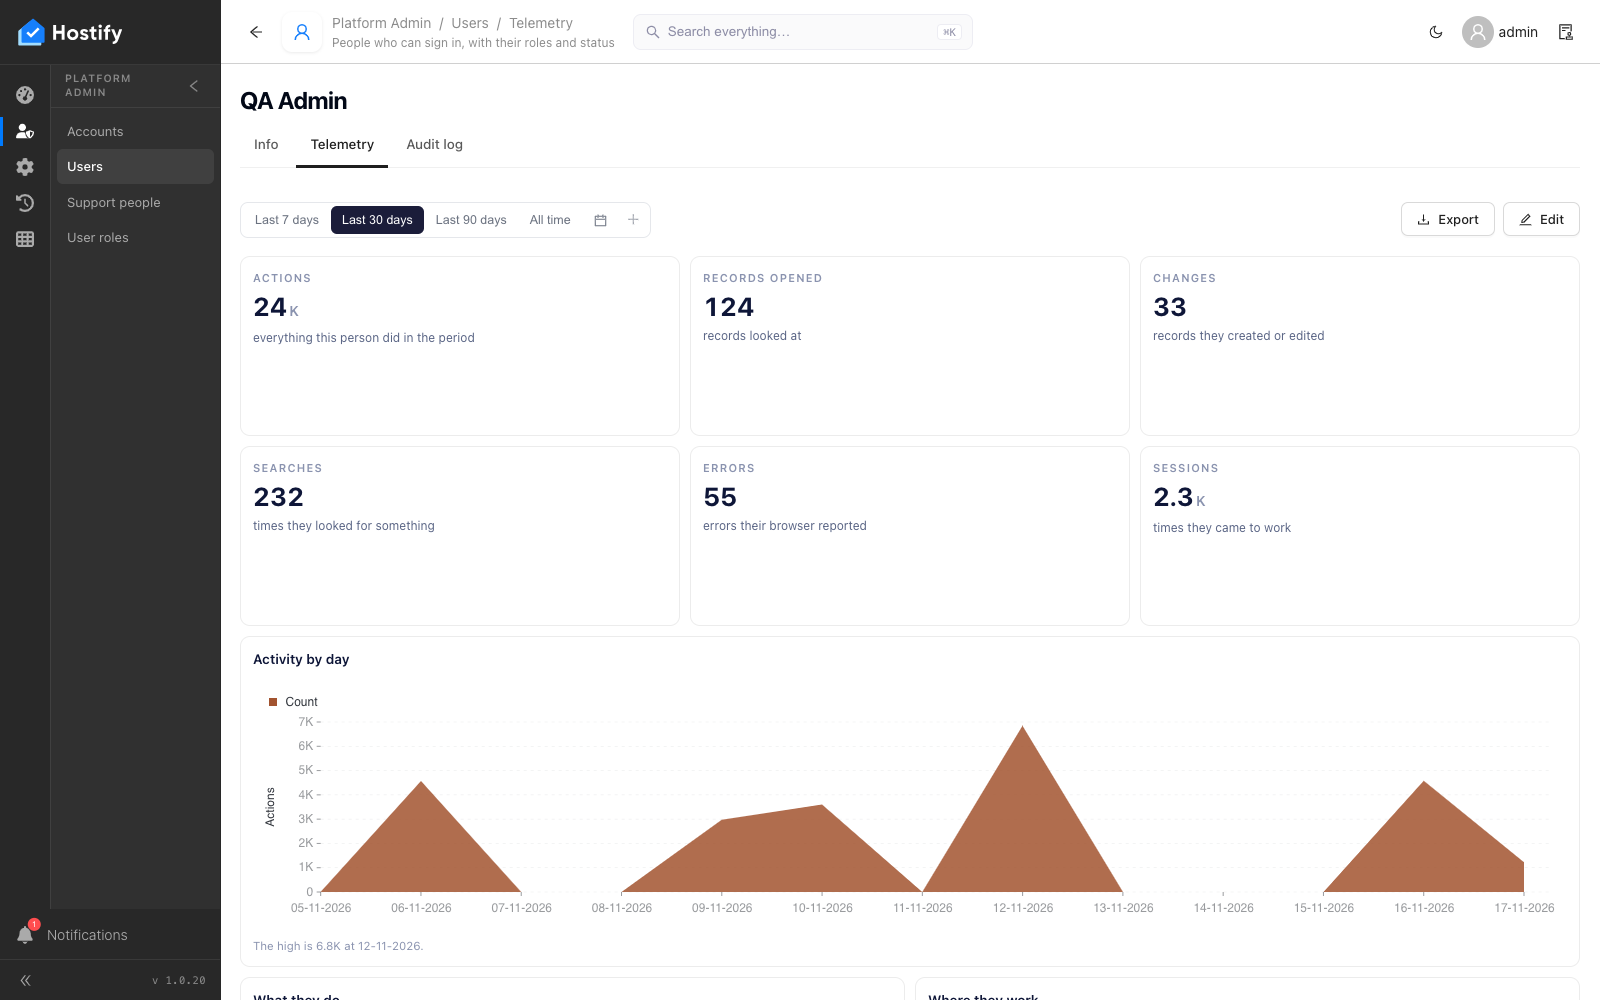 Hostify
Platform Admin / Users / Telemetry
People who can sign in, with their roles and status
Search everything...
⌘K
admin
PLATFORM
ADMIN
Accounts
Users
Support people
User roles
QA Admin
Info
Telemetry
Audit log
Last 7 days
Last 30 days
Last 90 days
All time
Export
Edit
ACTIONS
24 K
everything this person did in the period
RECORDS OPENED
124
records looked at
CHANGES
33
records they created or edited
SEARCHES
232
times they looked for something
ERRORS
55
errors their browser reported
SESSIONS
2.3 K
times they came to work
Activity by day
Count
7K
6K
5K
4K
3K
2K
1K
0
Actions
05-11-2026
06-11-2026
07-11-2026
08-11-2026
09-11-2026
10-11-2026
11-11-2026
12-11-2026
13-11-2026
14-11-2026
15-11-2026
16-11-2026
17-11-2026
The high is 6.8K at 12-11-2026.
What they do
Where they work
1
Notifications
v 1.0.20